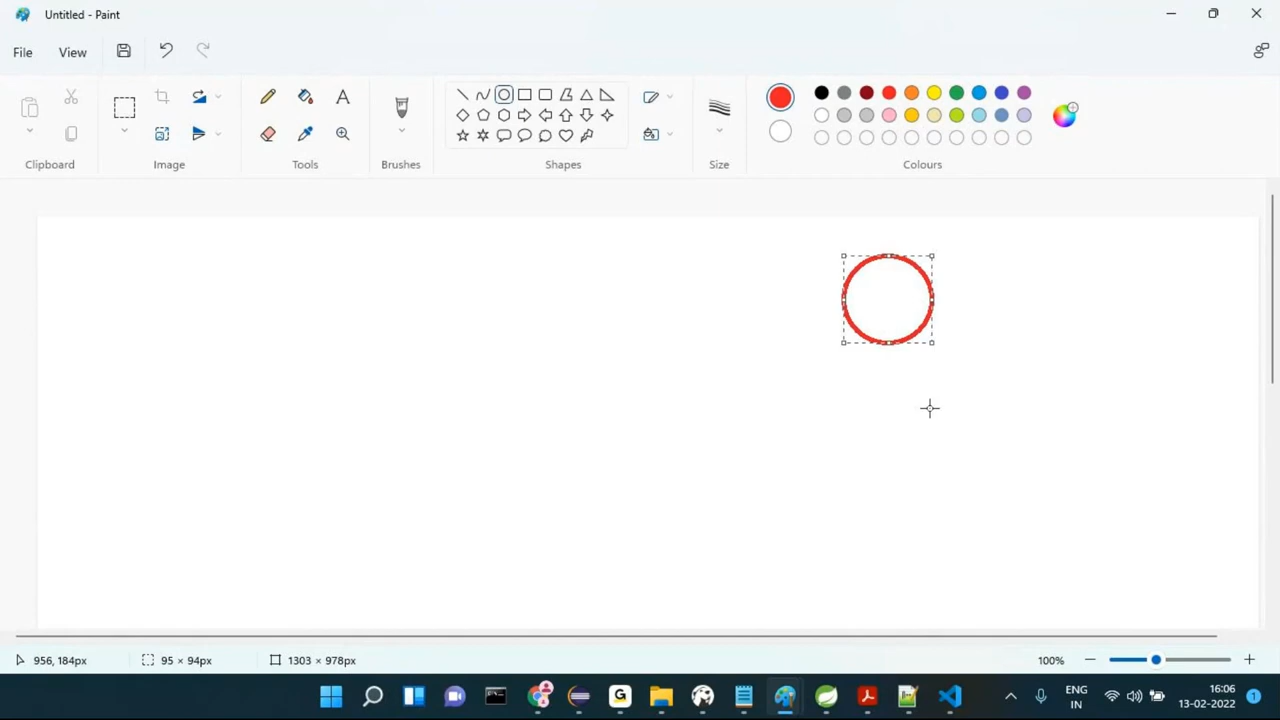 Untitled - Paint
File View
Clipboard
Image
Tools
Brushes
Shapes
Size
Colours
956, 184px
95 × 94px
1303 × 978px
100%
ENG
IN
16:06
13-02-2022
1